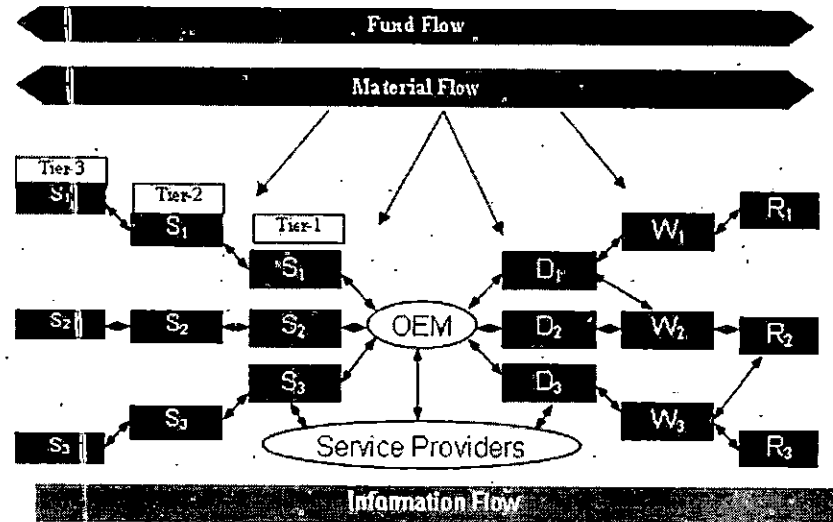 Fund Flow
Material Flow
Tier-3
S₁
Tier-2
S₁
Tier-1
S₁
D₁
W₁
R₁
S₂
S₂
S₂
OEM
D₂
W₂
R₂
S₃
S₃
S₃
D₃
W₃
R₃
Service Providers
Information Flow